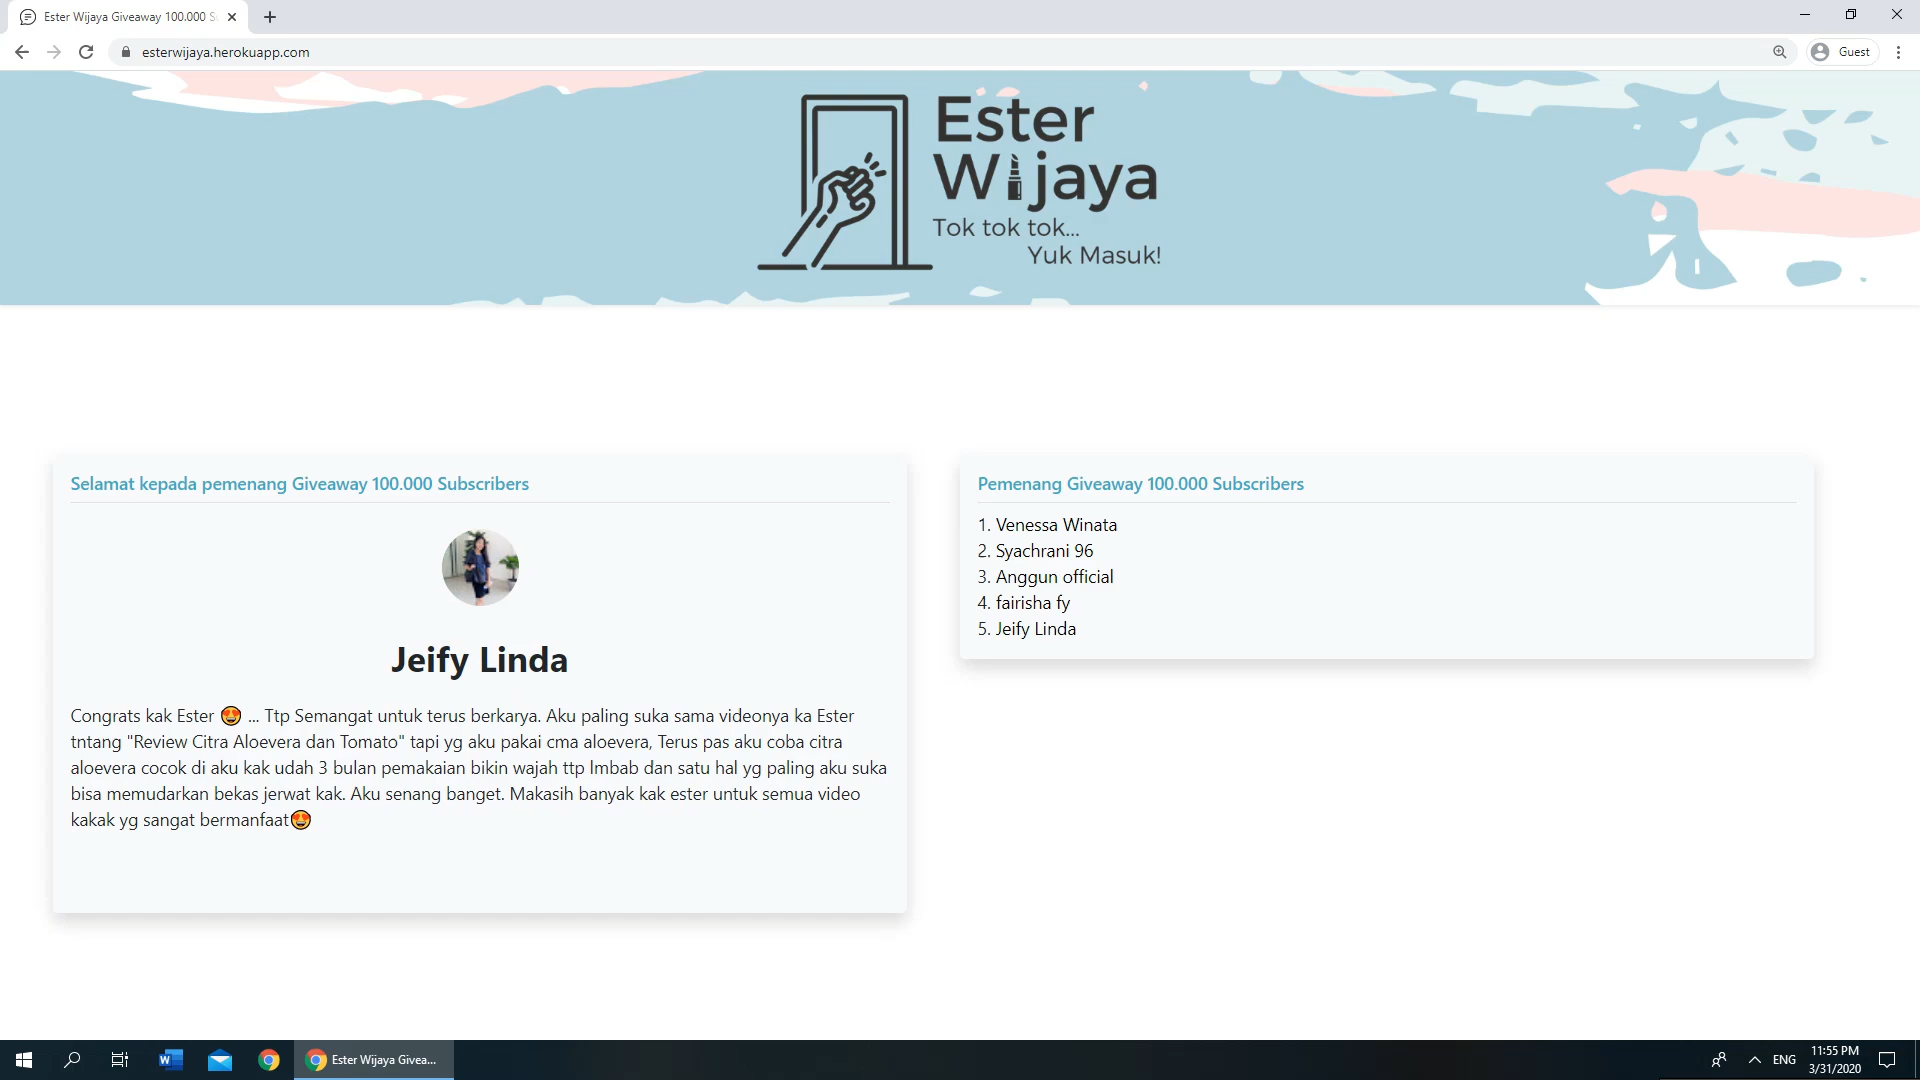 Ester Wijaya Giveaway 100.000 S
esterwijaya.herokuapp.com
Guest
Ester
Wijaya
Tok tok tok...
Yuk Masuk!
Selamat kepada pemenang Giveaway 100.000 Subscribers
Jeify Linda
Congrats kak Ester 😍 ... Ttp Semangat untuk terus berkarya. Aku paling suka sama videonya ka Ester
tntang "Review Citra Aloevera dan Tomato" tapi yg aku pakai cma aloevera, Terus pas aku coba citra
aloevera cocok di aku kak udah 3 bulan pemakaian bikin wajah ttp lmbab dan satu hal yg paling aku suka
bisa memudarkan bekas jerwat kak. Aku senang banget. Makasih banyak kak ester untuk semua video
kakak yg sangat bermanfaat😍
Pemenang Giveaway 100.000 Subscribers
1. Venessa Winata
2. Syachrani 96
3. Anggun official
4. fairisha fy
5. Jeify Linda
Ester Wijaya Givea...
ENG
11:55 PM
3/31/2020